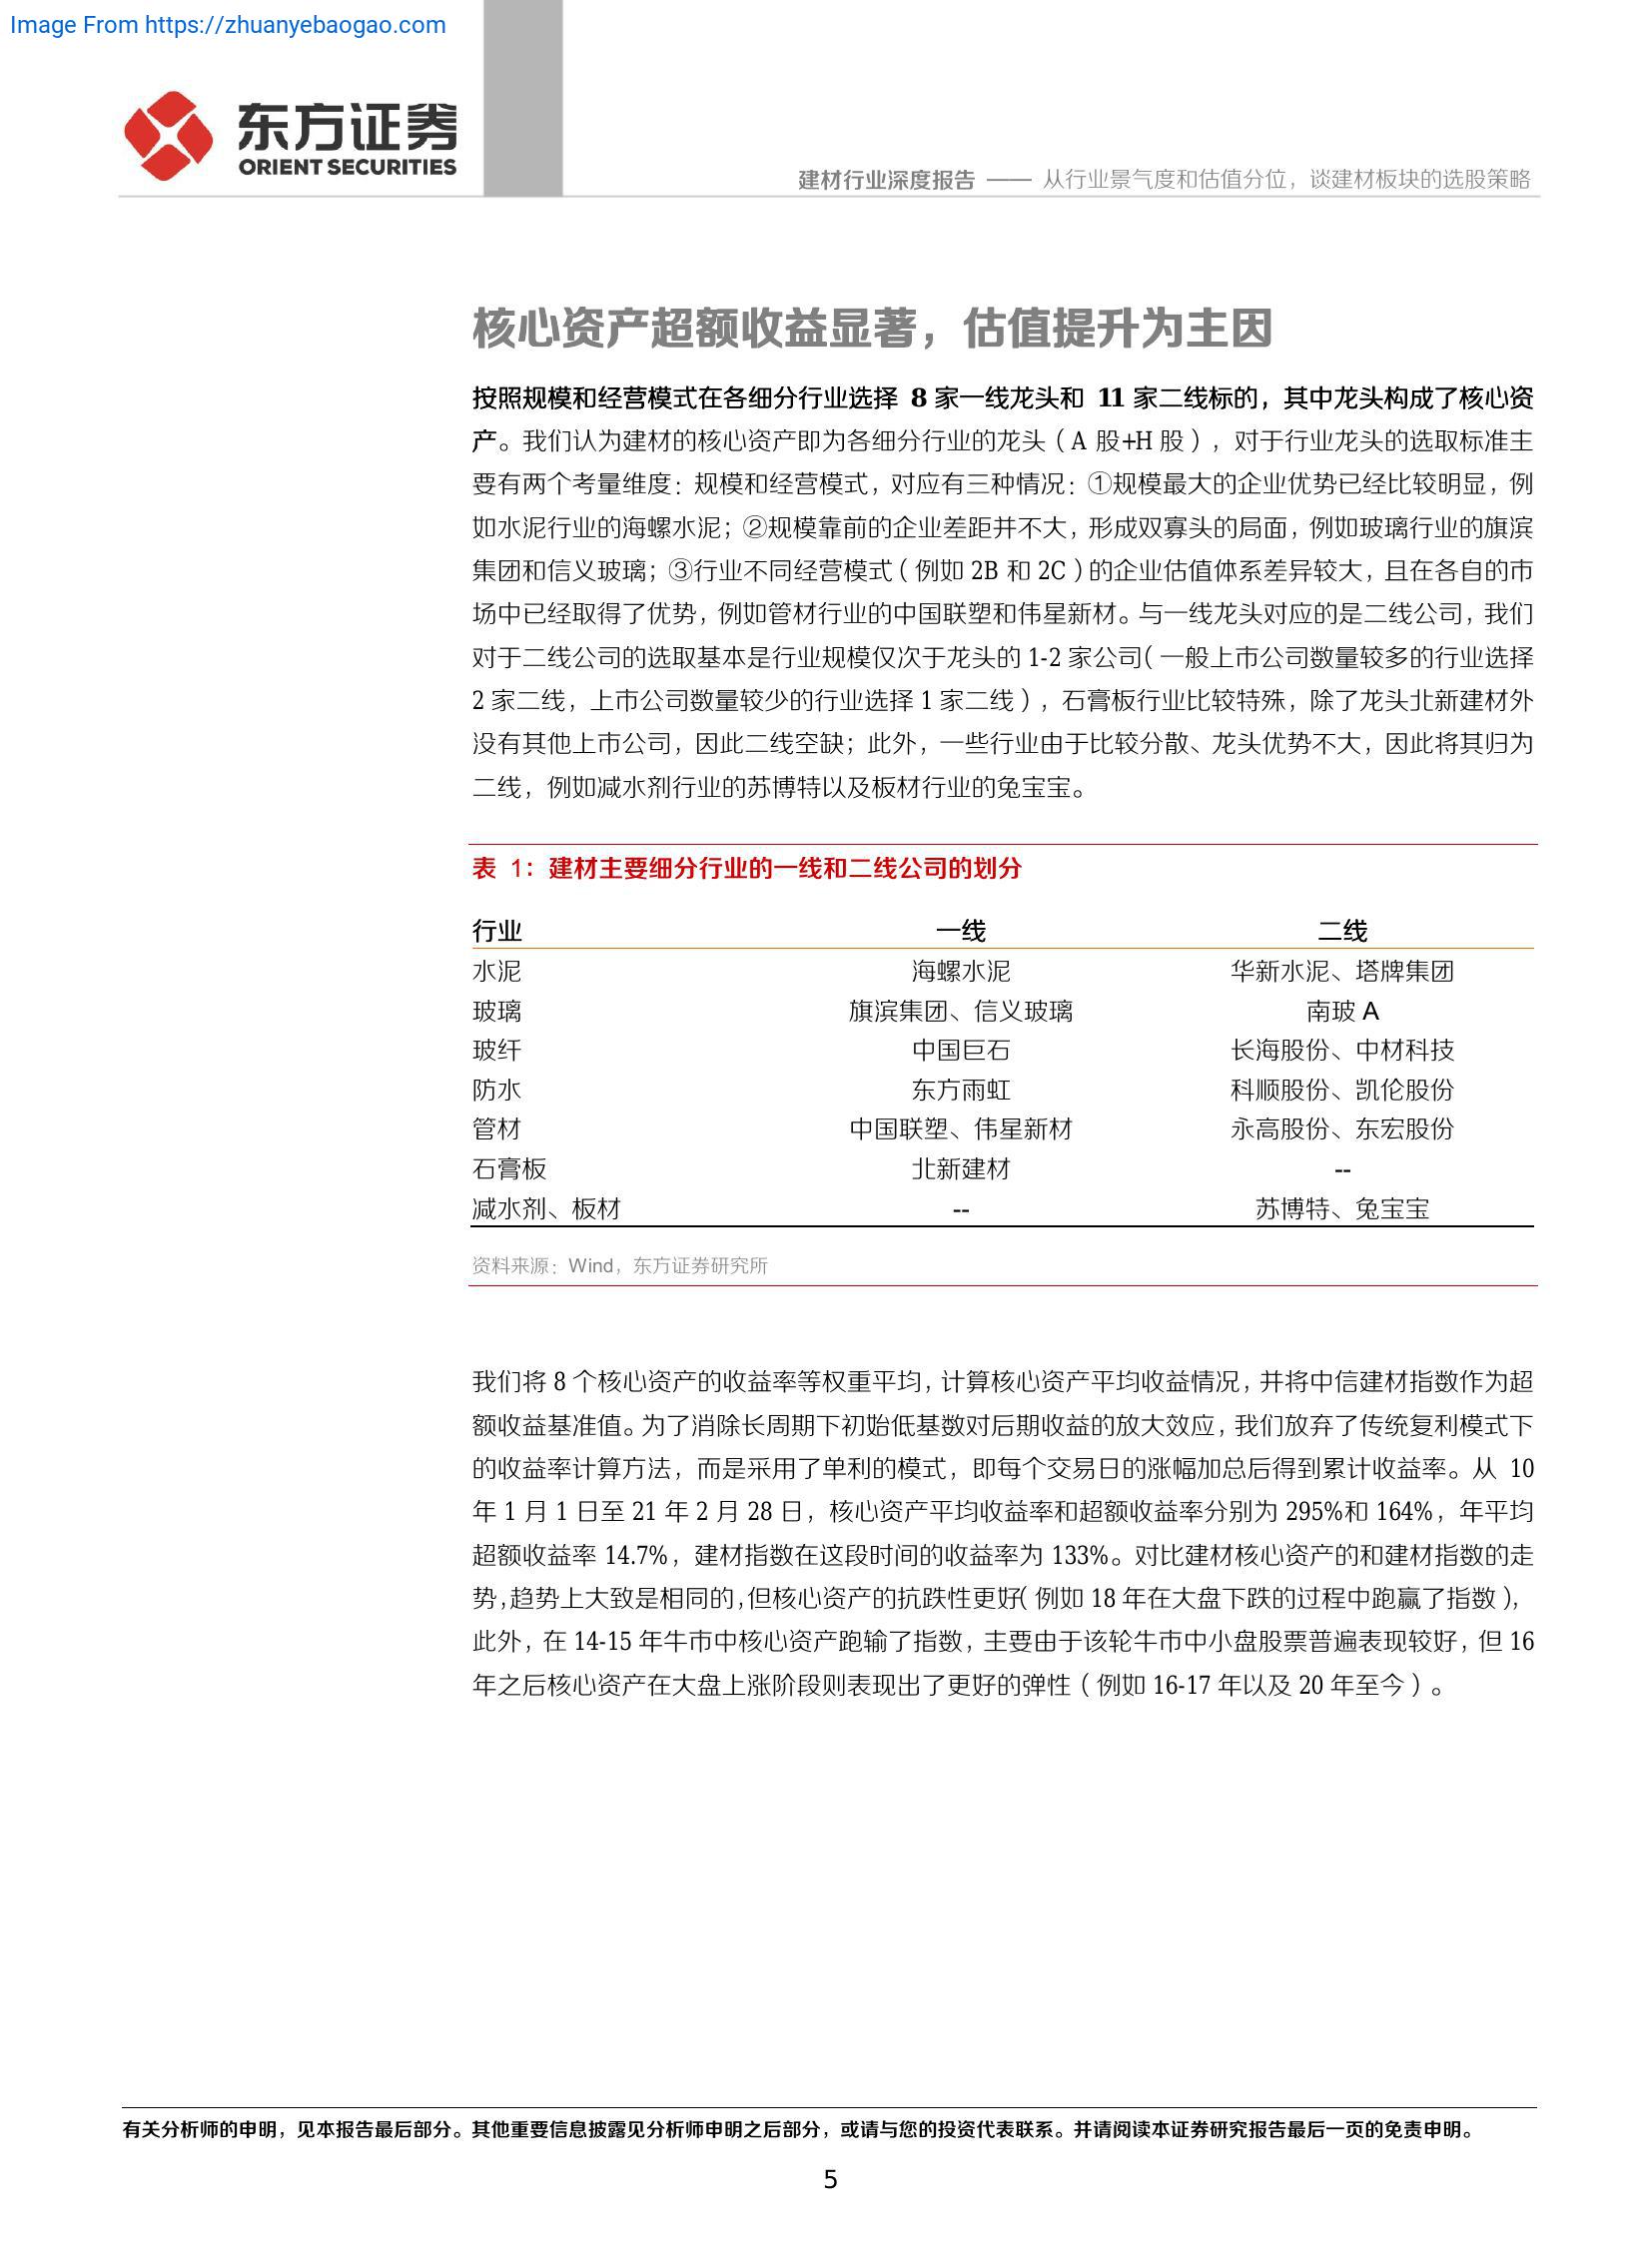 Image From https://zhuanyebaogao.com
东方证券
ORIENT SECURITIES
建材行业深度报告 —— 从行业景气度和估值分位，谈建材板块的选股策略
核心资产超额收益显著，估值提升为主因
按照规模和经营模式在各细分行业选择 8 家一线龙头和 11 家二线标的，其中龙头构成了核心资
产。我们认为建材的核心资产即为各细分行业的龙头（A 股+H 股），对于行业龙头的选取标准主
要有两个考量维度：规模和经营模式，对应有三种情况：①规模最大的企业优势已经比较明显，例
如水泥行业的海螺水泥；②规模靠前的企业差距并不大，形成双寡头的局面，例如玻璃行业的旗滨
集团和信义玻璃；③行业不同经营模式（例如 2B 和 2C）的企业估值体系差异较大，且在各自的市
场中已经取得了优势，例如管材行业的中国联塑和伟星新材。与一线龙头对应的是二线公司，我们
对于二线公司的选取基本是行业规模仅次于龙头的 1-2 家公司（一般上市公司数量较多的行业选择
2 家二线，上市公司数量较少的行业选择 1 家二线），石膏板行业比较特殊，除了龙头北新建材外
没有其他上市公司，因此二线空缺；此外，一些行业由于比较分散、龙头优势不大，因此将其归为
二线，例如减水剂行业的苏博特以及板材行业的兔宝宝。
表 1：建材主要细分行业的一线和二线公司的划分
行业 一线 二线
水泥 海螺水泥 华新水泥、塔牌集团
玻璃 旗滨集团、信义玻璃 南玻 A
玻纤 中国巨石 长海股份、中材科技
防水 东方雨虹 科顺股份、凯伦股份
管材 中国联塑、伟星新材 永高股份、东宏股份
石膏板 北新建材 --
减水剂、板材 -- 苏博特、兔宝宝
资料来源：Wind，东方证券研究所
我们将 8 个核心资产的收益率等权重平均，计算核心资产平均收益情况，并将中信建材指数作为超
额收益基准值。为了消除长周期下初始低基数对后期收益的放大效应，我们放弃了传统复利模式下
的收益率计算方法，而是采用了单利的模式，即每个交易日的涨幅加总后得到累计收益率。从 10
年 1 月 1 日至 21 年 2 月 28 日，核心资产平均收益率和超额收益率分别为 295%和 164%，年平均
超额收益率 14.7%，建材指数在这段时间的收益率为 133%。对比建材核心资产的和建材指数的走
势，趋势上大致是相同的，但核心资产的抗跌性更好（例如 18 年在大盘下跌的过程中跑赢了指数），
此外，在 14-15 年牛市中核心资产跑输了指数，主要由于该轮牛市中小盘股票普遍表现较好，但 16
年之后核心资产在大盘上涨阶段则表现出了更好的弹性（例如 16-17 年以及 20 年至今）。
有关分析师的申明，见本报告最后部分。其他重要信息披露见分析师申明之后部分，或请与您的投资代表联系。并请阅读本证券研究报告最后一页的免责申明。
5